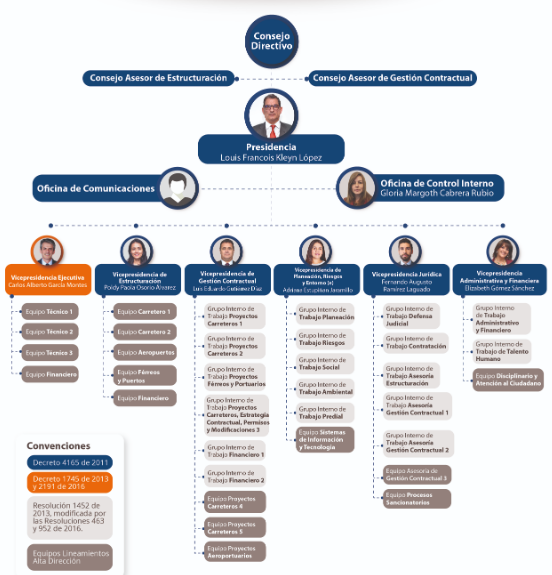 Consejo
Directivo
Consejo Asesor de Estructuración
Consejo Asesor de Gestión Contractual
Presidencia
Louis Francois Kleyn López
Oficina de Comunicaciones
Oficina de Control Interno
Gloria Margoth Cabrera Rubio
Vicepresidencia Ejecutiva
Carlos Alberto García Montes
Equipo Técnico 1
Equipo Técnico 2
Equipo Técnico 3
Equipo Financiero
Vicepresidencia de
Estructuración
Poldy Paola Osorio Álvarez
Equipo Carretero 1
Equipo Carretero 2
Equipo Aeropuertos
Equipo Férreos
y Puertos
Equipo Financiero
Vicepresidencia
de Gestión Contractual
Luis Eduardo Gutiérrez Díaz
Grupo Interno de
Trabajo Proyectos
Carreteros 1
Grupo Interno de
Trabajo Proyectos
Carreteros 2
Grupo Interno de
Trabajo Proyectos
Férreos y Portuarios
Grupo Interno de
Trabajo Proyectos
Carreteros, Estrategia
Contractual, Permisos
y Modificaciones 3
Grupo Interno de
Trabajo Financiero 1
Grupo Interno de
Trabajo Financiero 2
Equipo Proyectos
Carreteros 4
Equipo Proyectos
Carreteros 5
Equipo Proyectos
Aeroportuarios
Vicepresidencia de
Planeación, Riesgos
y Entorno (e)
Adriana Estupiñan Jaramillo
Grupo Interno de
Trabajo Planeación
Grupo Interno de
Trabajo Riesgos
Grupo Interno de
Trabajo Social
Grupo Interno de
Trabajo Ambiental
Grupo Interno de
Trabajo Predial
Equipo Sistemas
de Información
y Tecnología
Vicepresidencia Jurídica
Fernando Augusto
Ramírez Laguado
Grupo Interno de
Trabajo Defensa
Judicial
Grupo Interno de
Trabajo Contratación
Grupo Interno de
Trabajo Asesoría
Estructuración
Grupo Interno de
Trabajo Asesoría
Gestión Contractual 1
Grupo Interno de
Trabajo Asesoría
Gestión Contractual 2
Equipo Asesoría de
Gestión Contractual 3
Equipo Procesos
Sancionatorios
Vicepresidencia
Administrativa y Financiera
Elizabeth Gómez Sánchez
Grupo Interno
de Trabajo
Administrativo
y Financiero
Grupo Interno de
Trabajo de Talento
Humano
Equipo Disciplinario y
Atención al Ciudadano
Convenciones
Decreto 4165 de 2011
Decreto 1745 de 2013
y 2191 de 2016
Resolución 1452 de
2013, modificada por
las Resoluciones 463
y 952 de 2016.
Equipos Lineamientos
Alta Dirección